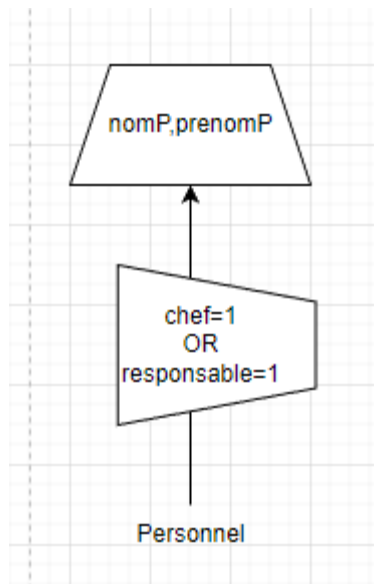 nomP,prenomP
chef=1
OR
responsable=1
Personnel